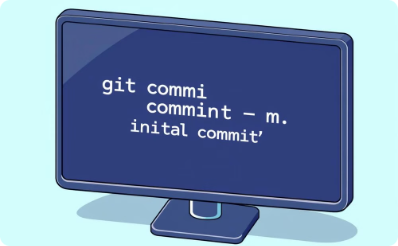 git commi
commint – m.
inital commit’